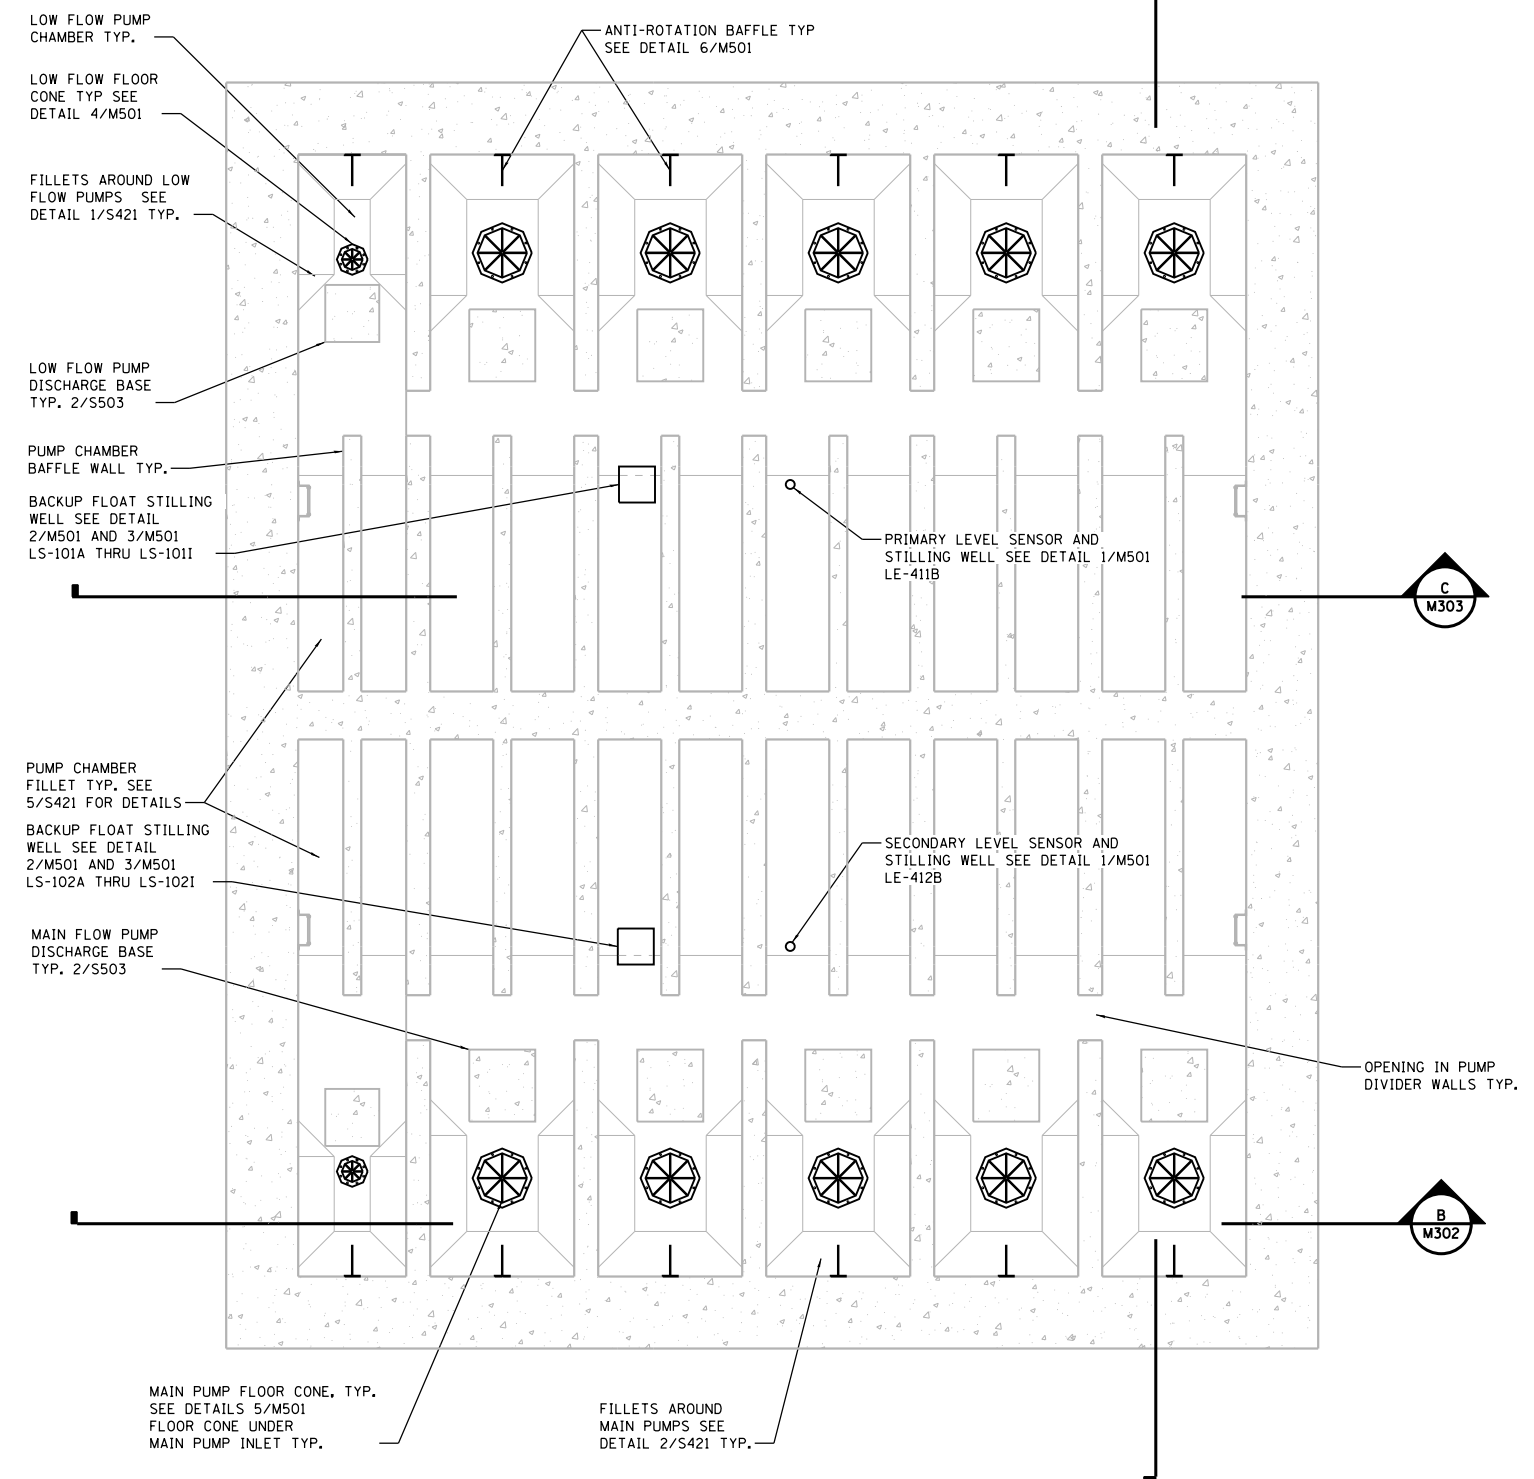 LOW FLOW PUMP
CHAMBER TYP.
ANTI-ROTATION BAFFLE TYP
SEE DETAIL 6/M501
LOW FLOW FLOOR
CONE TYP SEE
DETAIL 4/M501
FILLETS AROUND LOW
FLOW PUMPS SEE
DETAIL 1/S421 TYP.
LOW FLOW PUMP
DISCHARGE BASE
TYP. 2/S503
PUMP CHAMBER
BAFFLE WALL TYP.
BACKUP FLOAT STILLING
WELL SEE DETAIL
2/M501 AND 3/M501
LS-101A THRU LS-101I
PRIMARY LEVEL SENSOR AND
STILLING WELL SEE DETAIL 1/M501
LE-411B
C
M303
PUMP CHAMBER
FILLET TYP. SEE
5/S421 FOR DETAILS
BACKUP FLOAT STILLING
WELL SEE DETAIL
2/M501 AND 3/M501
LS-102A THRU LS-102I
SECONDARY LEVEL SENSOR AND
STILLING WELL SEE DETAIL 1/M501
LE-412B
MAIN FLOW PUMP
DISCHARGE BASE
TYP. 2/S503
OPENING IN PUMP
DIVIDER WALLS TYP.
B
M302
MAIN PUMP FLOOR CONE, TYP.
SEE DETAILS 5/M501
FLOOR CONE UNDER
MAIN PUMP INLET TYP.
FILLETS AROUND
MAIN PUMPS SEE
DETAIL 2/S421 TYP.